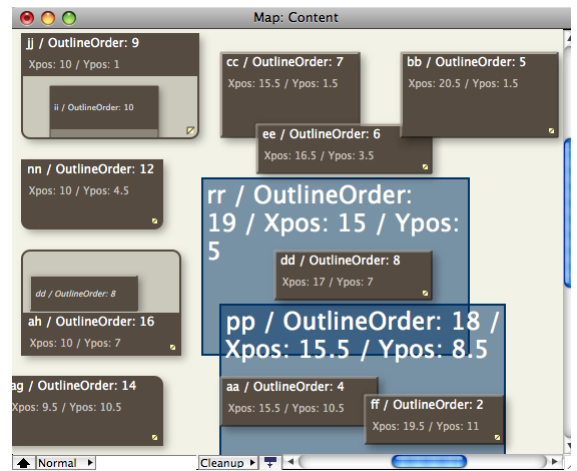 Map: Content
jj / OutlineOrder: 9
Xpos: 10 / Ypos: 1
ii / OutlineOrder: 10
cc / OutlineOrder: 7
Xpos: 15.5 / Ypos: 1.5
bb / OutlineOrder: 5
Xpos: 20.5 / Ypos: 1.5
ee / OutlineOrder: 6
Xpos: 16.5 / Ypos: 3.5
nn / OutlineOrder: 12
Xpos: 10 / Ypos: 4.5
rr / OutlineOrder:
19 / Xpos: 15 / Ypos:
5
dd / OutlineOrder: 8
Xpos: 17 / Ypos: 7
dd / OutlineOrder: 8
ah / OutlineOrder: 16
Xpos: 10 / Ypos: 7
pp / OutlineOrder: 18 /
Xpos: 15.5 / Ypos: 8.5
ag / OutlineOrder: 14
Xpos: 9.5 / Ypos: 10.5
aa / OutlineOrder: 4
Xpos: 15.5 / Ypos: 10.5
ff / OutlineOrder: 2
Xpos: 19.5 / Ypos: 11
Normal
Cleanup